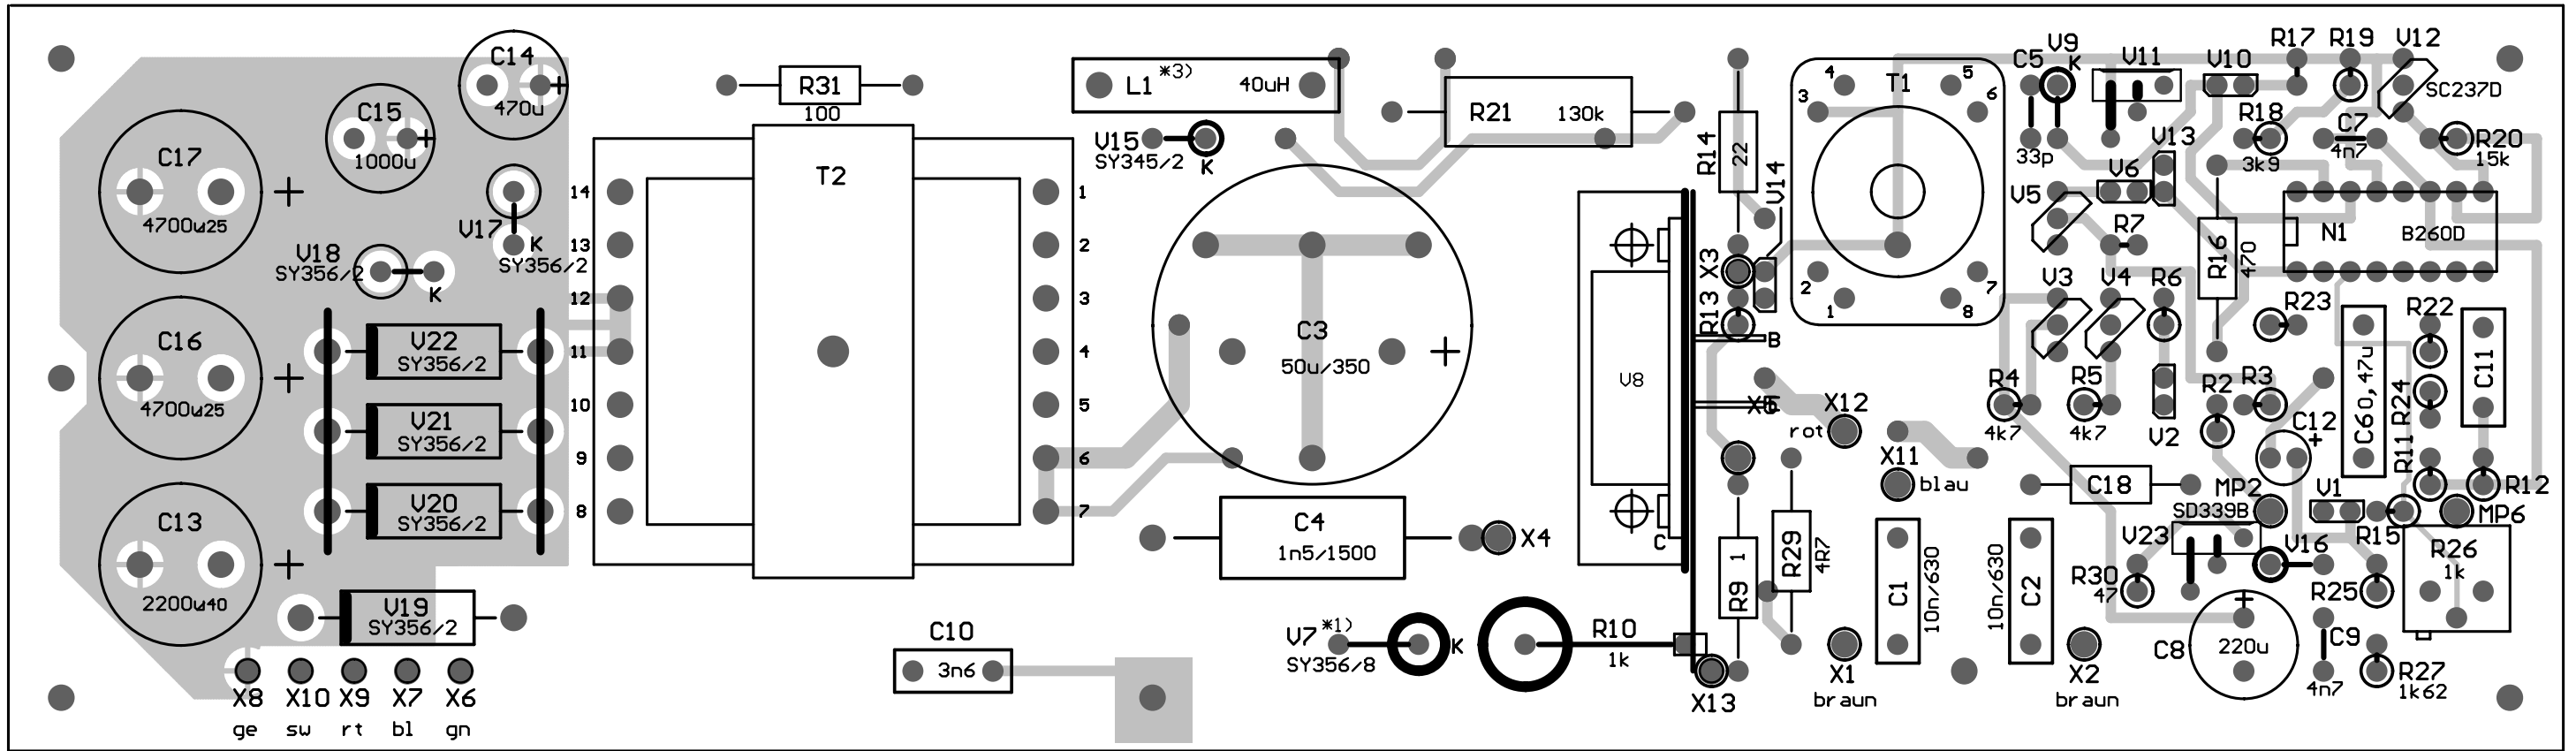 C14
470u
C15
1000u
C17
4700u25
V17
K
SY356/2
V18
SY356/2
K
C16
4700u25
V22
SY356/2
V21
SY356/2
V20
SY356/2
C13
2200u40
V19
SY356/2
X8 X10 X9 X7 X6
ge sw rt bl gn
R31
100
T2
14
13
12
11
10
9
8
1
2
3
4
5
6
7
L1 *3) 40uH
V15
SY345/2
K
R21 130k
C3
50u/350
C4
1n5/1500
X4
C10
3n6
V7 *1)
SY356/8
K
R10
1k
V8
B
C
R14
22
V14
X3
R13
R9 1
R29
4R7
X13
T1
4
3
2
1
5
6
7
8
X12
rot
X11
blau
X1
braun
C1
10n/630
C2
10n/630
X2
braun
C5
33p
V9
K
V11
V10
R17
R19
V12
SC237D
R18
3k9
C7
4n7
R20
15k
V13
V6
V5
R7
R16
470
N1 B260D
V3
V4
R6
R23
R22
C11
R4
4k7
R5
4k7
V2
R2
R3
C12
C60,47u
R24
R11
R12
C18
MP2
V1
MP6
SD339B
V23
V16
R15
R26
1k
R30
47
R25
C8
220u
C9
4n7
R27
1k62